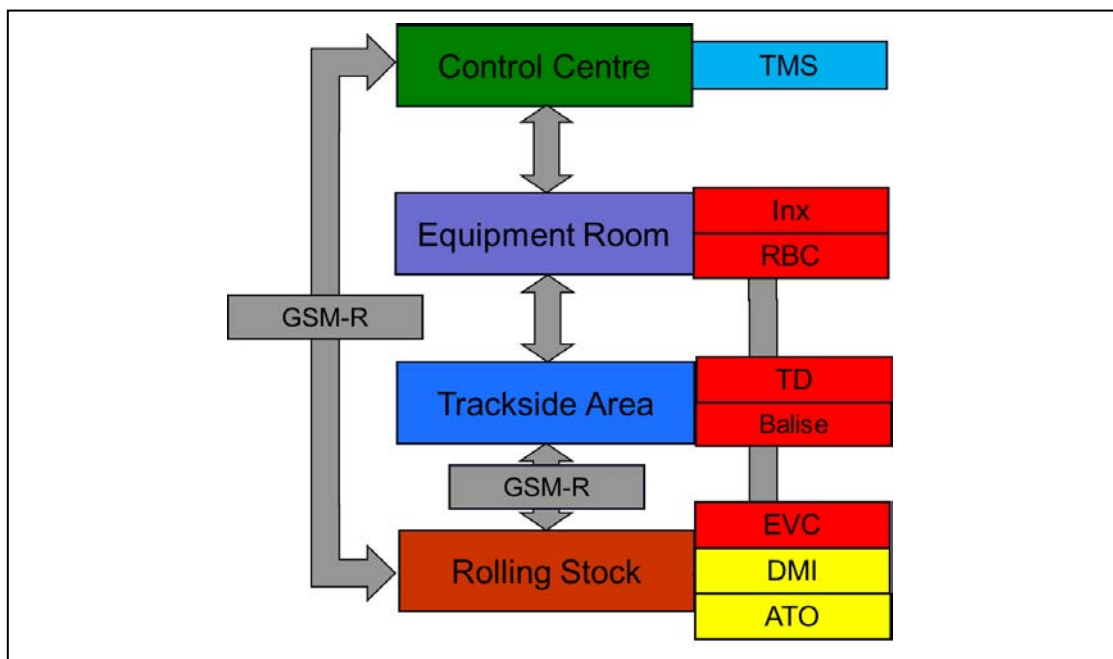 Control Centre
TMS
Equipment Room
Inx
RBC
GSM-R
Trackside Area
TD
Balise
GSM-R
Rolling Stock
EVC
DMI
ATO